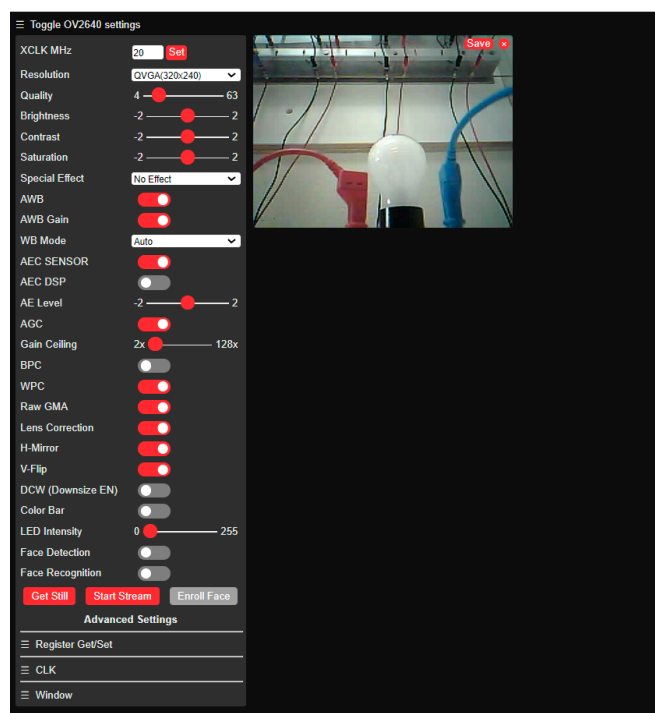 ☰ Toggle OV2640 settings
XCLK MHz 20 Set
Resolution QVGA(320x240)
Quality 4 63
Brightness -2 2
Contrast -2 2
Saturation -2 2
Special Effect No Effect
AWB
AWB Gain
WB Mode Auto
AEC SENSOR
AEC DSP
AE Level -2 2
AGC
Gain Ceiling 2x 128x
BPC
WPC
Raw GMA
Lens Correction
H-Mirror
V-Flip
DCW (Downsize EN)
Color Bar
LED Intensity 0 255
Face Detection
Face Recognition
Get Still Start Stream Enroll Face
Advanced Settings
☰ Register Get/Set
☰ CLK
☰ Window
Save ×